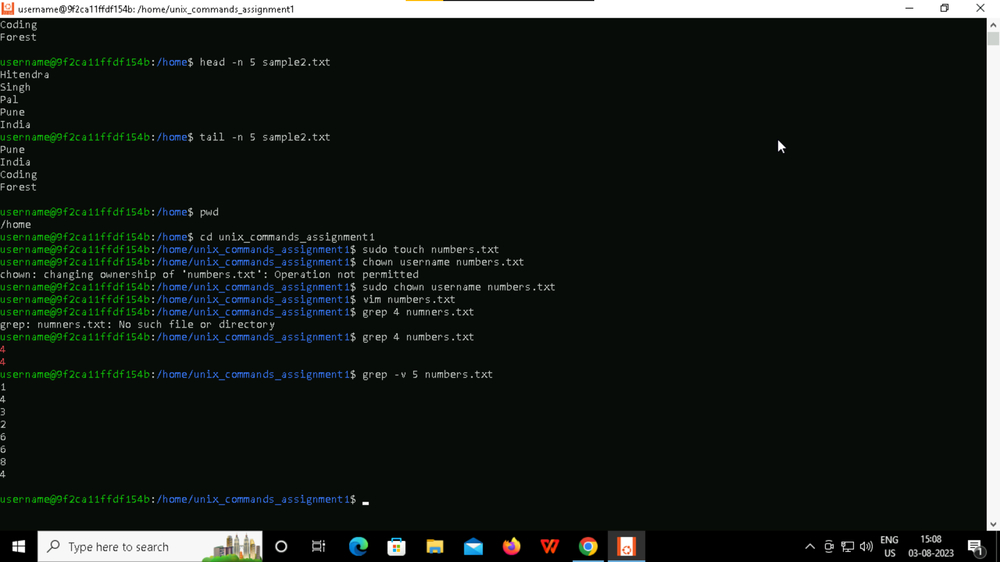 username@9f2ca11ffdf154b: /home/unix_commands_assignment1
Coding
Forest
username@9f2ca11ffdf154b:/home$ head -n 5 sample2.txt
Hitendra
Singh
Pal
Pune
India
username@9f2ca11ffdf154b:/home$ tail -n 5 sample2.txt
Pune
India
Coding
Forest
username@9f2ca11ffdf154b:/home$ pwd
/home
username@9f2ca11ffdf154b:/home$ cd unix_commands_assignment1
username@9f2ca11ffdf154b:/home/unix_commands_assignment1$ sudo touch numbers.txt
username@9f2ca11ffdf154b:/home/unix_commands_assignment1$ chown username numbers.txt
chown: changing ownership of 'numbers.txt': Operation not permitted
username@9f2ca11ffdf154b:/home/unix_commands_assignment1$ sudo chown username numbers.txt
username@9f2ca11ffdf154b:/home/unix_commands_assignment1$ vim numbers.txt
username@9f2ca11ffdf154b:/home/unix_commands_assignment1$ grep 4 numners.txt
grep: numners.txt: No such file or directory
username@9f2ca11ffdf154b:/home/unix_commands_assignment1$ grep 4 numbers.txt
4
4
username@9f2ca11ffdf154b:/home/unix_commands_assignment1$ grep -v 5 numbers.txt
1
4
3
2
6
6
8
4
username@9f2ca11ffdf154b:/home/unix_commands_assignment1$
Type here to search
ENG
US
15:08
03-08-2023
1